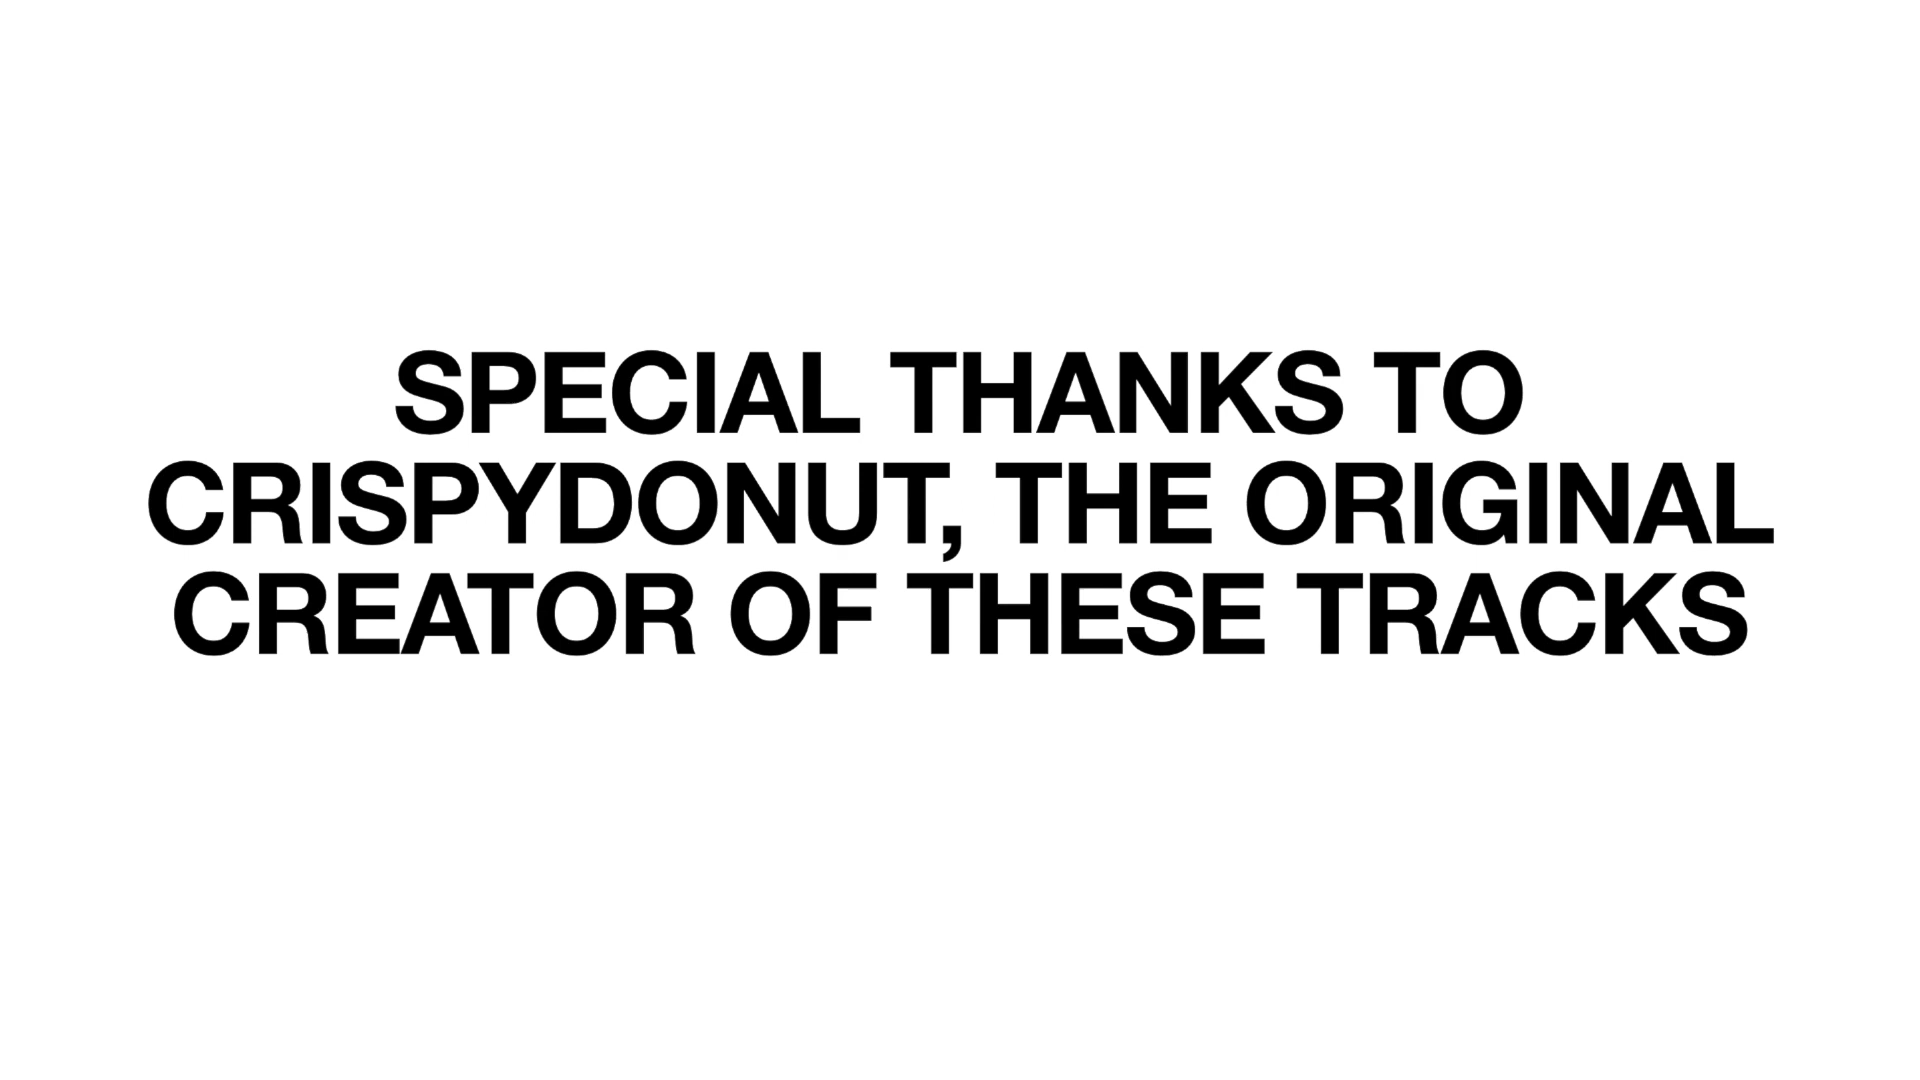 SPECIAL THANKS TO
CRISPYDONUT, THE ORIGINAL
CREATOR OF THESE TRACKS